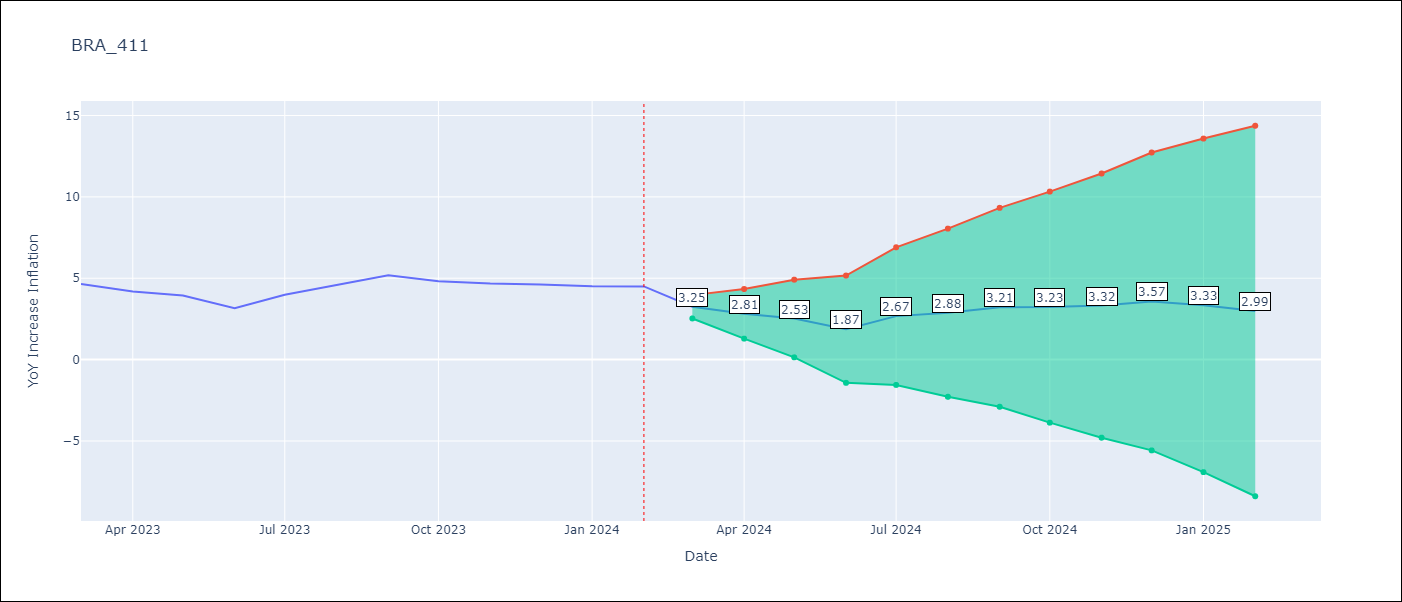 BRA_411
YoY Increase Inflation
15
10
5
0
−5
3.25
2.81
2.53
1.87
2.67
2.88
3.21
3.23
3.32
3.57
3.33
2.99
Apr 2023
Jul 2023
Oct 2023
Jan 2024
Apr 2024
Jul 2024
Oct 2024
Jan 2025
Date